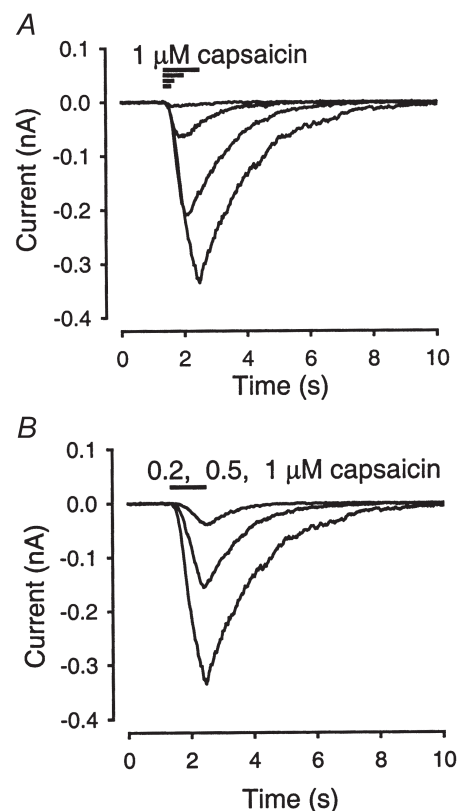 A
0.1
1 µM capsaicin
0.0
-0.1
-0.2
-0.3
-0.4
Current (nA)
0 2 4 6 8 10
Time (s)
B
0.1
0.2, 0.5, 1 µM capsaicin
0.0
-0.1
-0.2
-0.3
-0.4
Current (nA)
0 2 4 6 8 10
Time (s)